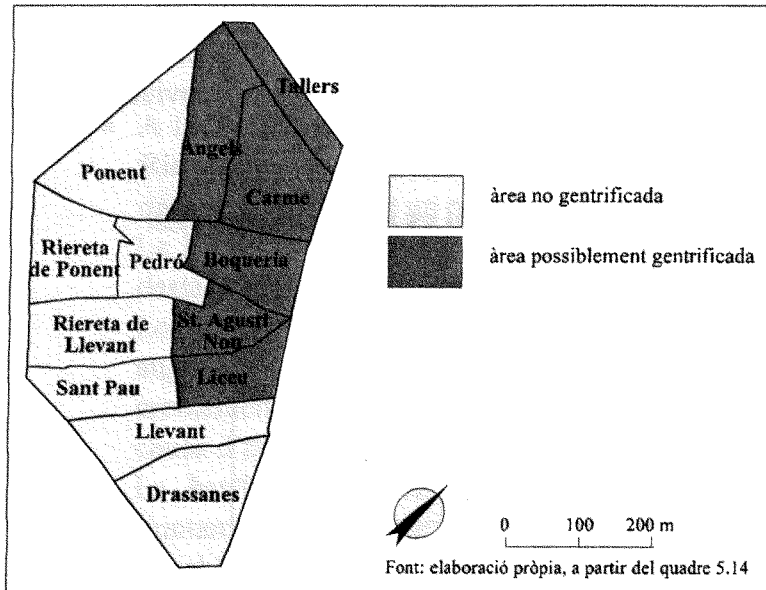 Tallers
Àngels
Ponent
Carme
Riereta
de Ponent
Pedró
Boqueria
Riereta de
Llevant
St. Agustí
Nou
Sant Pau
Liceu
Llevant
Drassanes
àrea no gentrificada
àrea possiblement gentrificada
0 100 200 m
Font: elaboració pròpia, a partir del quadre 5.14